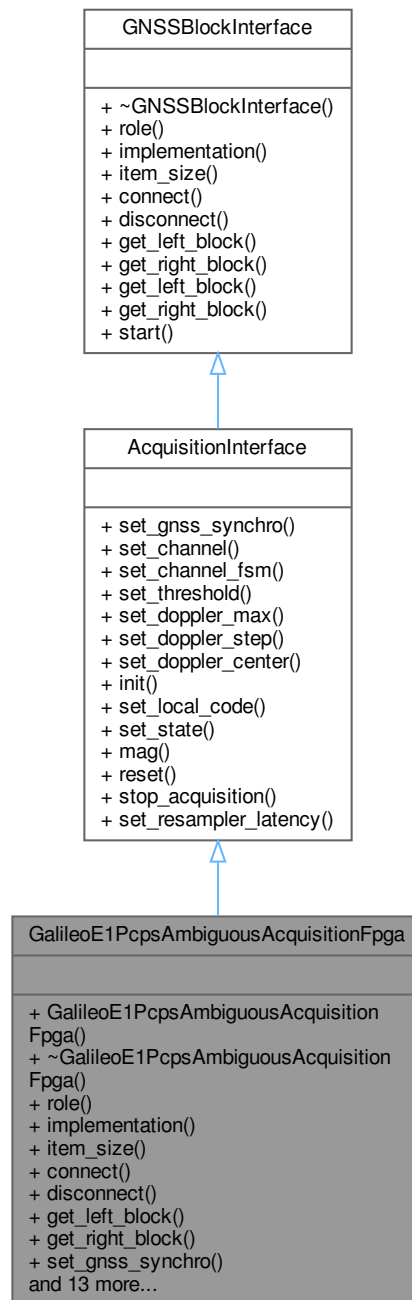 GNSSBlockInterface
+ ~GNSSBlockInterface()
+ role()
+ implementation()
+ item_size()
+ connect()
+ disconnect()
+ get_left_block()
+ get_right_block()
+ get_left_block()
+ get_right_block()
+ start()
AcquisitionInterface
+ set_gnss_synchro()
+ set_channel()
+ set_channel_fsm()
+ set_threshold()
+ set_doppler_max()
+ set_doppler_step()
+ set_doppler_center()
+ init()
+ set_local_code()
+ set_state()
+ mag()
+ reset()
+ stop_acquisition()
+ set_resampler_latency()
GalileoE1PcpsAmbiguousAcquisitionFpga
+ GalileoE1PcpsAmbiguousAcquisition
Fpga()
+ ~GalileoE1PcpsAmbiguousAcquisition
Fpga()
+ role()
+ implementation()
+ item_size()
+ connect()
+ disconnect()
+ get_left_block()
+ get_right_block()
+ set_gnss_synchro()
and 13 more...